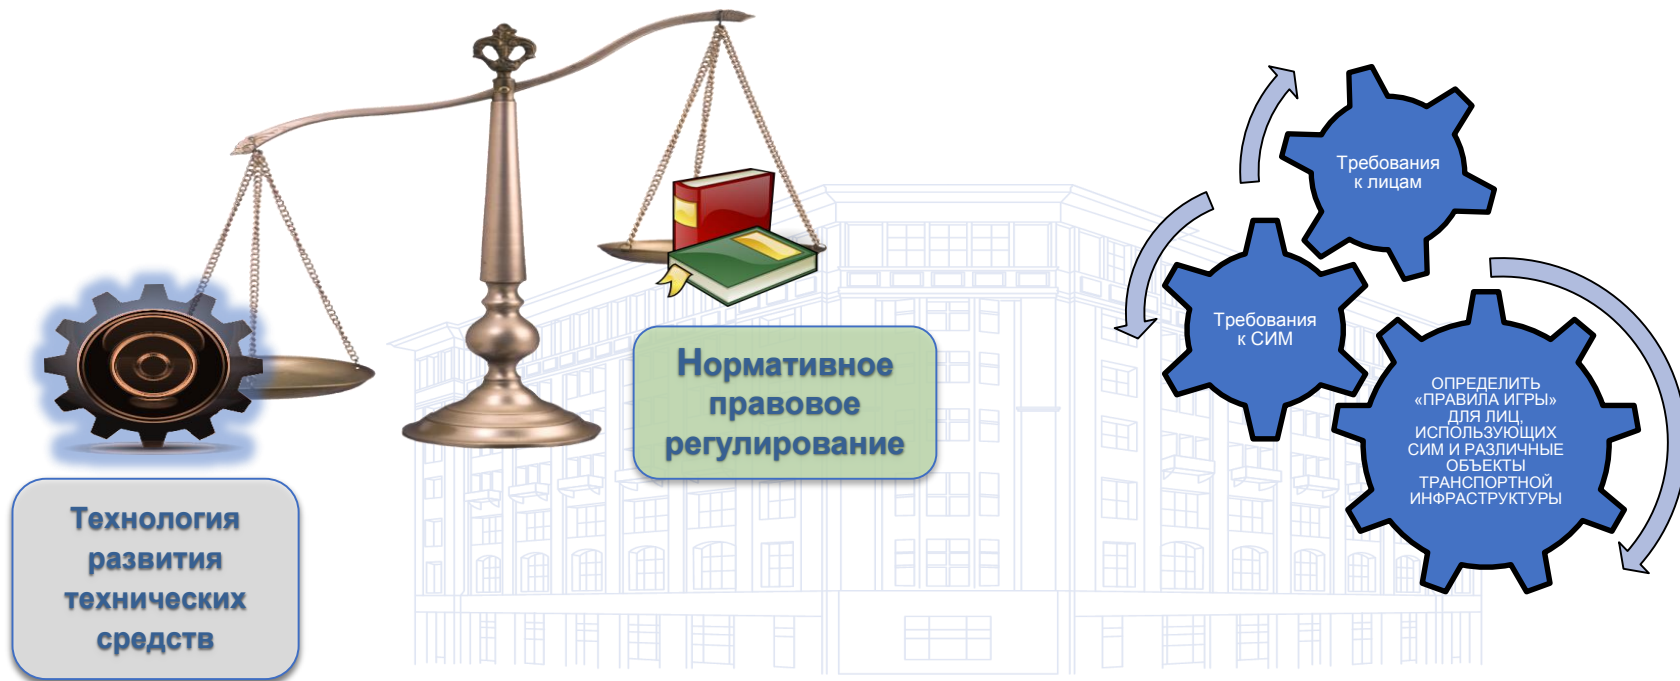 Технология
развития
технических
средств
Нормативное
правовое
регулирование
Требования
к лицам
Требования
к СИМ
ОПРЕДЕЛИТЬ
«ПРАВИЛА ИГРЫ»
ДЛЯ ЛИЦ,
ИСПОЛЬЗУЮЩИХ
СИМ И РАЗЛИЧНЫЕ
ОБЪЕКТЫ
ТРАНСПОРТНОЙ
ИНФРАСТРУКТУРЫ